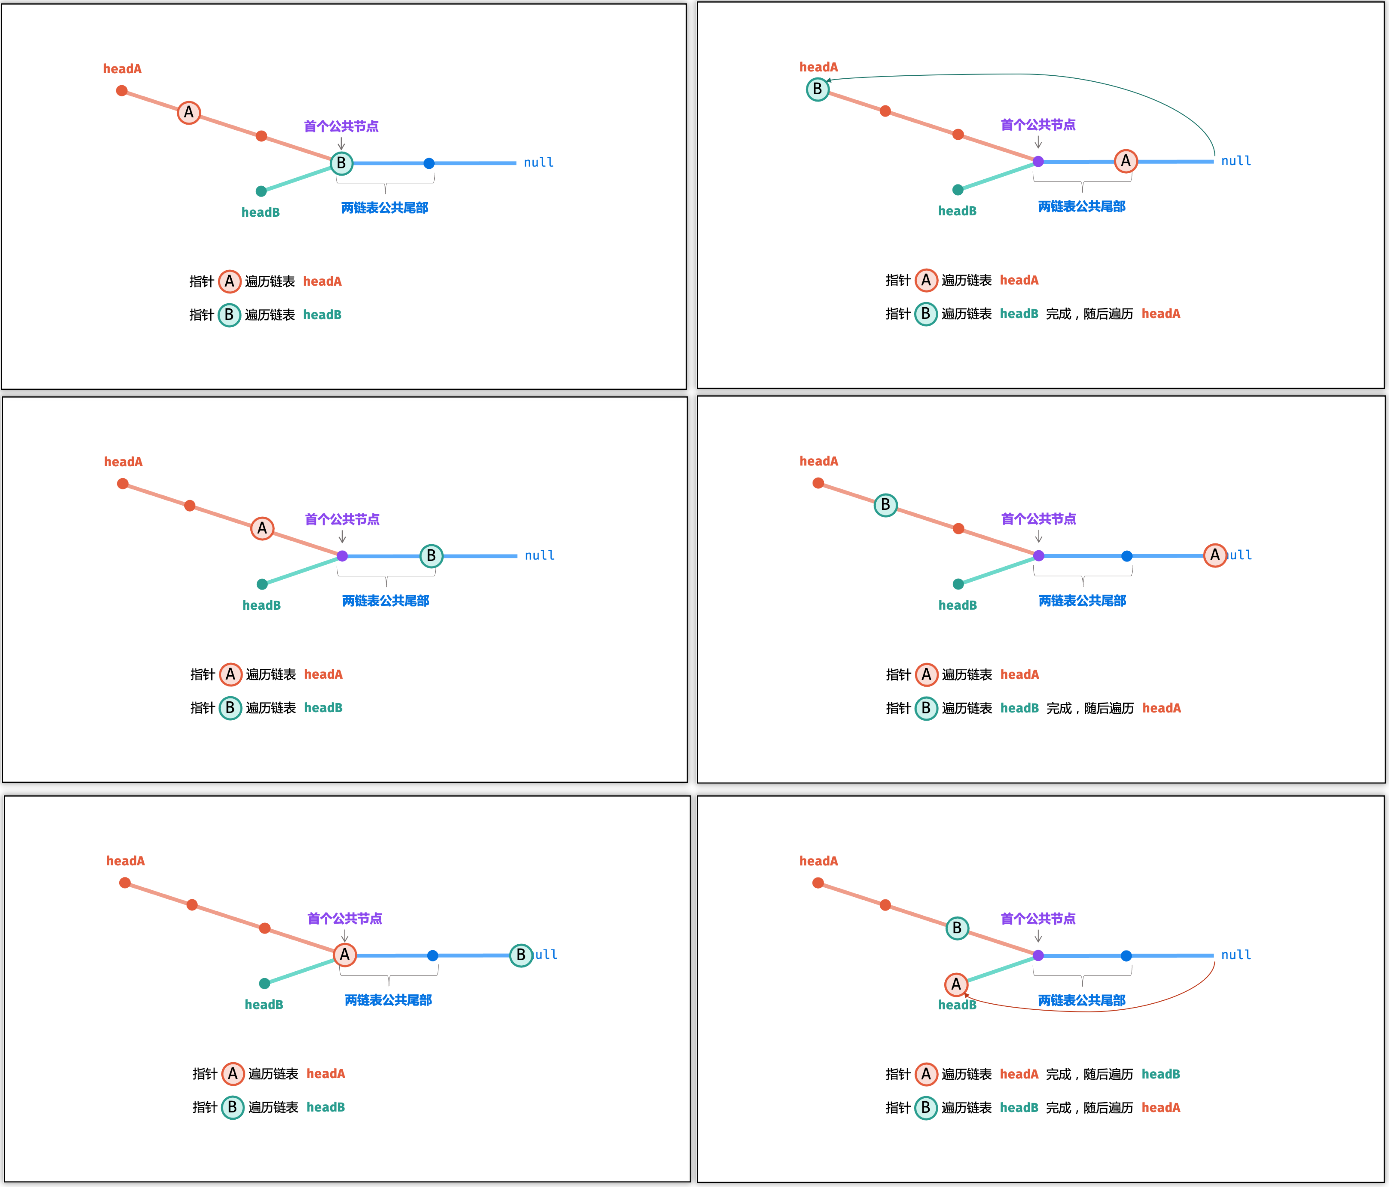 headA
A
首个公共节点
B
null
headB
两链表公共尾部
指针 A 遍历链表 headA
指针 B 遍历链表 headB
headA
B
首个公共节点
A
null
headB
两链表公共尾部
指针 A 遍历链表 headA
指针 B 遍历链表 headB 完成，随后遍历 headA
headA
A
首个公共节点
B
null
headB
两链表公共尾部
指针 A 遍历链表 headA
指针 B 遍历链表 headB
headA
B
首个公共节点
A ull
headB
两链表公共尾部
指针 A 遍历链表 headA
指针 B 遍历链表 headB 完成，随后遍历 headA
headA
首个公共节点
A
B ull
headB
两链表公共尾部
指针 A 遍历链表 headA
指针 B 遍历链表 headB
headA
首个公共节点
B
null
A
headB
两链表公共尾部
指针 A 遍历链表 headA 完成，随后遍历 headB
指针 B 遍历链表 headB 完成，随后遍历 headA